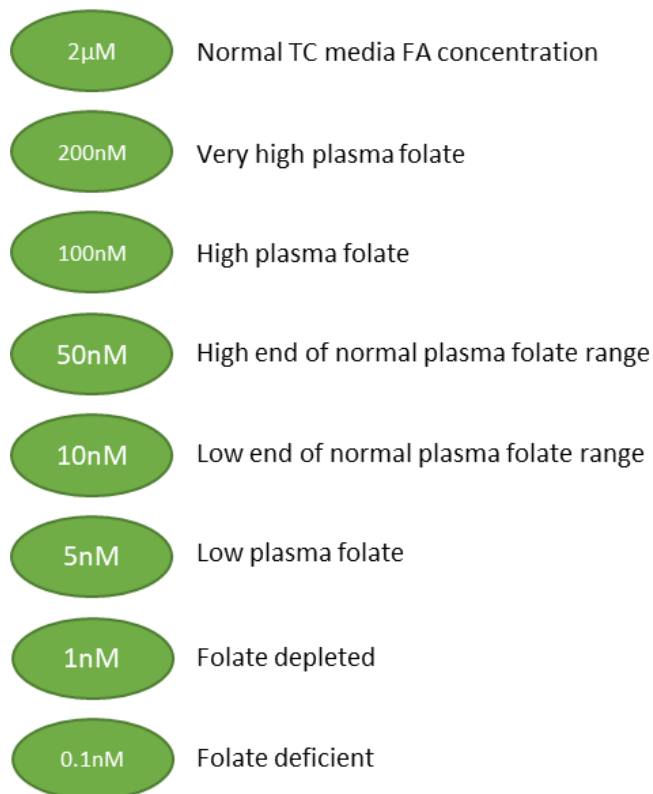 2µM Normal TC media FA concentration
200nM Very high plasma folate
100nM High plasma folate
50nM High end of normal plasma folate range
10nM Low end of normal plasma folate range
5nM Low plasma folate
1nM Folate depleted
0.1nM Folate deficient